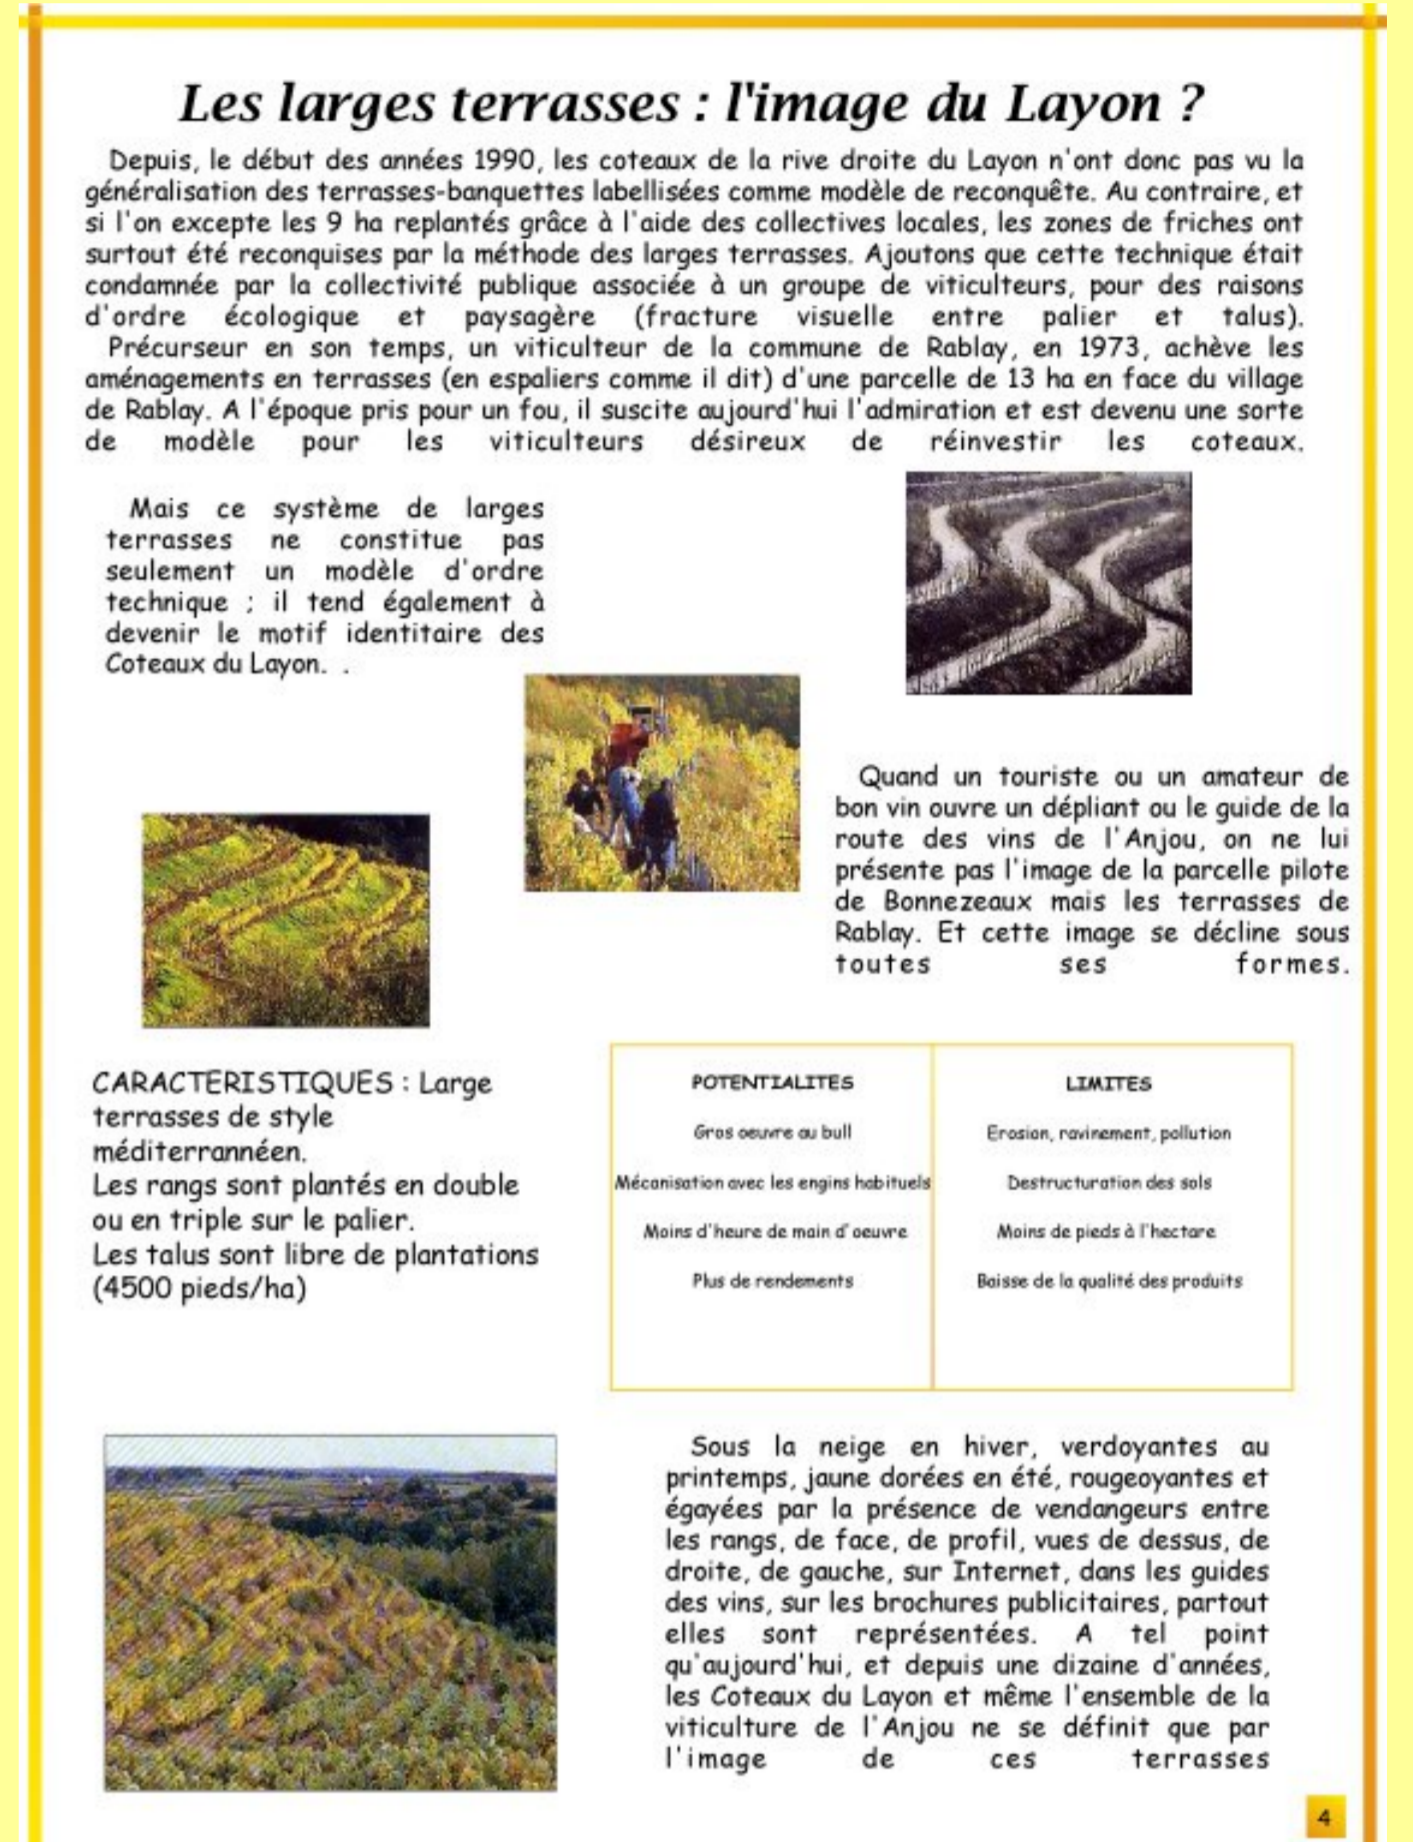 Les larges terrasses : l'image du Layon ?
Depuis, le début des années 1990, les coteaux de la rive droite du Layon n'ont donc pas vu la
généralisation des terrasses-banquettes labellisées comme modèle de reconquête. Au contraire, et
si l'on excepte les 9 ha replantés grâce à l'aide des collectives locales, les zones de friches ont
surtout été reconquises par la méthode des larges terrasses. Ajoutons que cette technique était
condamnée par la collectivité publique associée à un groupe de viticulteurs, pour des raisons
d'ordre écologique et paysagère (fracture visuelle entre palier et talus).
Précurseur en son temps, un viticulteur de la commune de Rablay, en 1973, achève les
aménagements en terrasses (en espaliers comme il dit) d'une parcelle de 13 ha en face du village
de Rablay. A l'époque pris pour un fou, il suscite aujourd'hui l'admiration et est devenu une sorte
de modèle pour les viticulteurs désireux de réinvestir les coteaux.
Mais ce système de larges
terrasses ne constitue pas
seulement un modèle d'ordre
technique ; il tend également à
devenir le motif identitaire des
Coteaux du Layon. .
Quand un touriste ou un amateur de
bon vin ouvre un dépliant ou le guide de la
route des vins de l'Anjou, on ne lui
présente pas l'image de la parcelle pilote
de Bonnezeaux mais les terrasses de
Rablay. Et cette image se décline sous
toutes ses formes.
CARACTERISTIQUES : Large
terrasses de style
méditerrannéen.
Les rangs sont plantés en double
ou en triple sur le palier.
Les talus sont libre de plantations
(4500 pieds/ha)
POTENTIALITES
Gros oeuvre au bull
Mécanisation avec les engins habituels
Moins d'heure de main d'oeuvre
Plus de rendements
LIMITES
Erosion, ravinement, pollution
Destructuration des sols
Moins de pieds à l'hectare
Baisse de la qualité des produits
Sous la neige en hiver, verdoyantes au
printemps, jaune dorées en été, rougeoyantes et
égayées par la présence de vendangeurs entre
les rangs, de face, de profil, vues de dessus, de
droite, de gauche, sur Internet, dans les guides
des vins, sur les brochures publicitaires, partout
elles sont représentées. A tel point
qu'aujourd'hui, et depuis une dizaine d'années,
les Coteaux du Layon et même l'ensemble de la
viticulture de l'Anjou ne se définit que par
l'image de ces terrasses
4